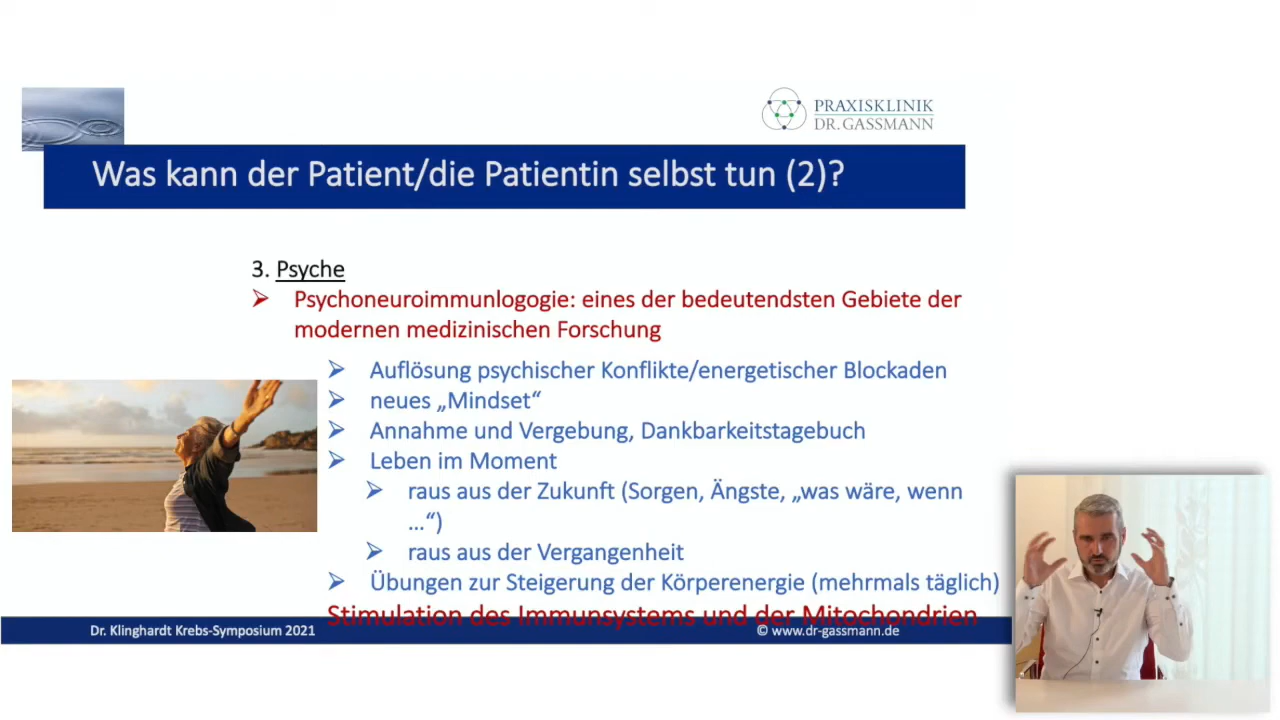 PRAXISKLINIK
DR. GASSMANN
Was kann der Patient/die Patientin selbst tun (2)?
3. Psyche
➢ Psychoneuroimmunlogogie: eines der bedeutendsten Gebiete der
modernen medizinischen Forschung
➢ Auflösung psychischer Konflikte/energetischer Blockaden
➢ neues „Mindset“
➢ Annahme und Vergebung, Dankbarkeitstagebuch
➢ Leben im Moment
➢ raus aus der Zukunft (Sorgen, Ängste, „was wäre, wenn
…“)
➢ raus aus der Vergangenheit
➢ Übungen zur Steigerung der Körperenergie (mehrmals täglich)
Stimulation des Immunsystems und der Mitochondrien
Dr. Klinghardt Krebs-Symposium 2021
© www.dr-gassmann.de